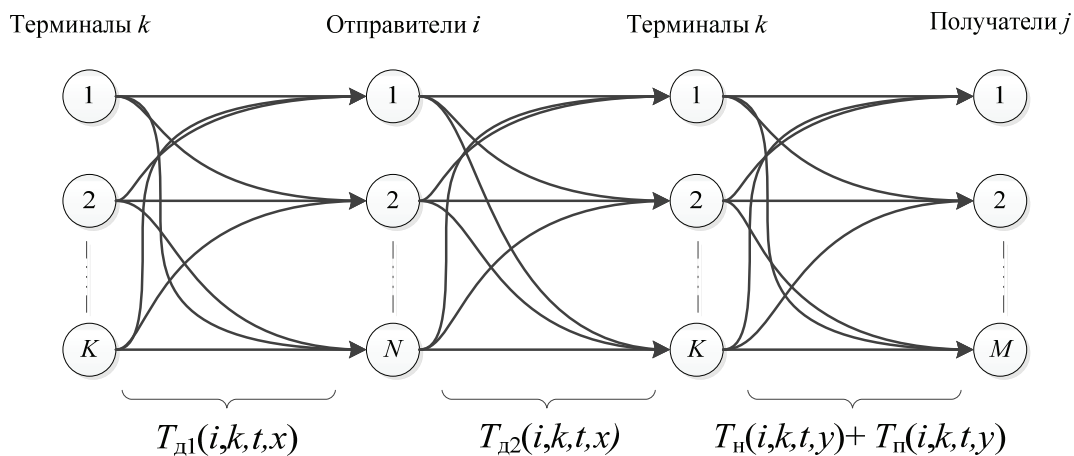 Терминалы k Отправители i Терминалы k Получатели j
1 1 1 1
2 2 2 2
K N K M
Tд1(i,k,t,x) Tд2(i,k,t,x) Tн(i,k,t,y)+ Tп(i,k,t,y)